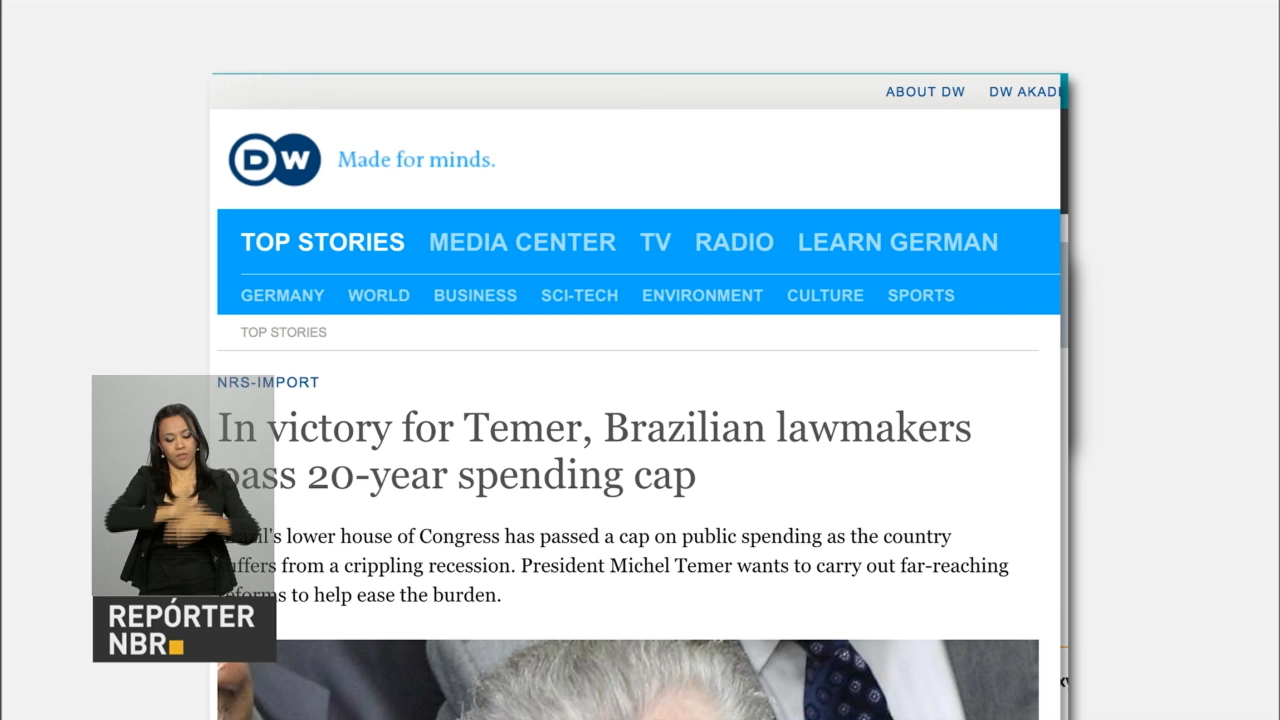 ABOUT DW DW AKADE
DW Made for minds.
TOP STORIES MEDIA CENTER TV RADIO LEARN GERMAN
GERMANY WORLD BUSINESS SCI-TECH ENVIRONMENT CULTURE SPORTS
TOP STORIES
NRS-IMPORT
In victory for Temer, Brazilian lawmakers
pass 20-year spending cap
Brazil's lower house of Congress has passed a cap on public spending as the country
suffers from a crippling recession. President Michel Temer wants to carry out far-reaching
reforms to help ease the burden.
REPÓRTER
NBR